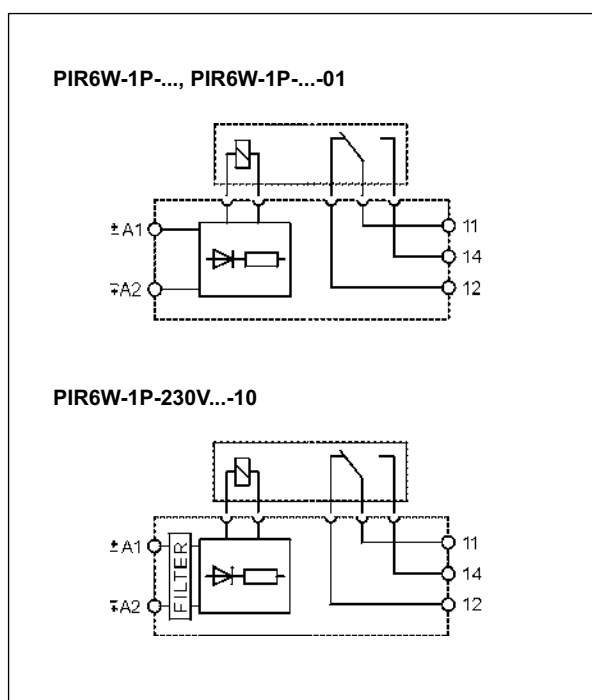 PIR6W-1P-..., PIR6W-1P-...-01
±A1
11
14
∓A2
12
PIR6W-1P-230V...-10
±A1
FILTER
11
14
∓A2
12